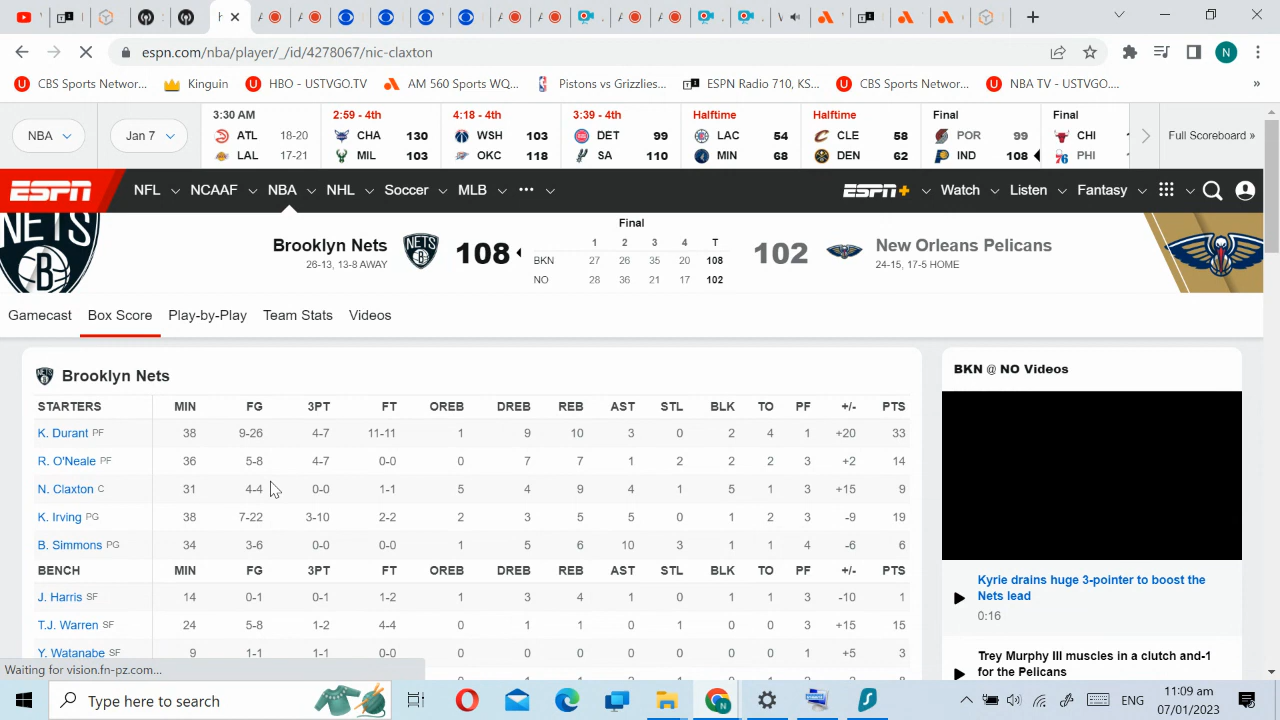 espn.com/nba/player/_/id/4278067/nic-claxton
N
CBS Sports Networ... Kinguin HBO - USTVGO.TV AM 560 Sports WQ... Pistons vs Grizzlies... ESPN Radio 710, KS... CBS Sports Networ... NBA TV - USTVGO.... »
NBA Jan 7
3:30 AM 2:59 - 4th 4:18 - 4th 3:39 - 4th Halftime Halftime Final Final
ATL 18-20 CHA 130 WSH 103 DET 99 LAC 54 CLE 58 POR 99 CHI
LAL 17-21 MIL 103 OKC 118 SA 110 MIN 68 DEN 62 IND 108 PHI
Full Scoreboard »
ESPN NFL NCAAF NBA NHL Soccer MLB ••• ESPN+ Watch Listen Fantasy
Final
NETS B
Brooklyn Nets NETS B 108 1 2 3 4 T 102 New Orleans Pelicans
26-13, 13-8 AWAY BKN 27 26 35 20 108 24-15, 17-5 HOME
NO 28 36 21 17 102
Gamecast Box Score Play-by-Play Team Stats Videos
Brooklyn Nets
STARTERS MIN FG 3PT FT OREB DREB REB AST STL BLK TO PF +/- PTS
K. Durant PF 38 9-26 4-7 11-11 1 9 10 3 0 2 4 1 +20 33
R. O'Neale PF 36 5-8 4-7 0-0 0 7 7 1 2 2 2 3 +2 14
N. Claxton C 31 4-4 0-0 1-1 5 4 9 4 1 5 1 3 +15 9
K. Irving PG 38 7-22 3-10 2-2 2 3 5 5 0 1 2 3 -9 19
B. Simmons PG 34 3-6 0-0 0-0 1 5 6 10 3 1 1 4 -6 6
BENCH MIN FG 3PT FT OREB DREB REB AST STL BLK TO PF +/- PTS
J. Harris SF 14 0-1 0-1 1-2 1 3 4 1 0 1 1 3 -10 1
T.J. Warren SF 24 5-8 1-2 4-4 0 1 1 0 1 0 0 3 +15 15
Y. Watanabe SF 9 1-1 1-1 0-0 0 0 0 0 0 0 0 1 +5 3
BKN @ NO Videos
Kyrie drains huge 3-pointer to boost the
Nets lead
0:16
Trey Murphy III muscles in a clutch and-1
for the Pelicans
Waiting for vision.fn-pz.com...
Type here to search
ENG
11:09 am
07/01/2023